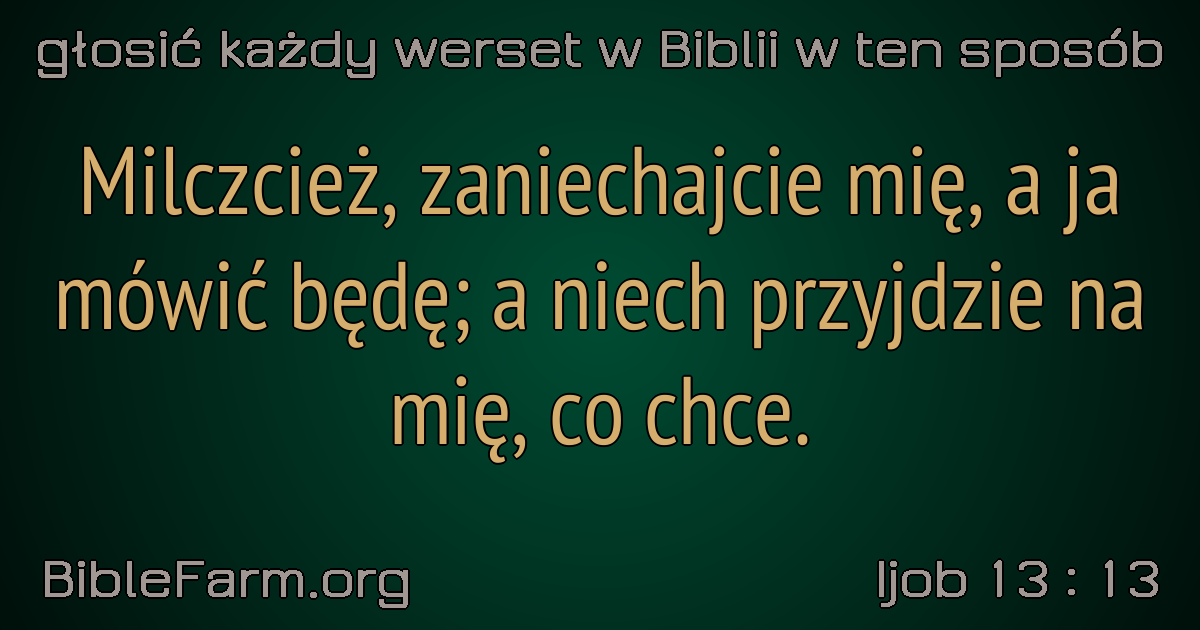 głosić każdy werset w Biblii w ten sposób
Milczcież, zaniechajcie mię, a ja
mówić będę; a niech przyjdzie na
mię, co chce.
BibleFarm.org
Ijob 13 : 13